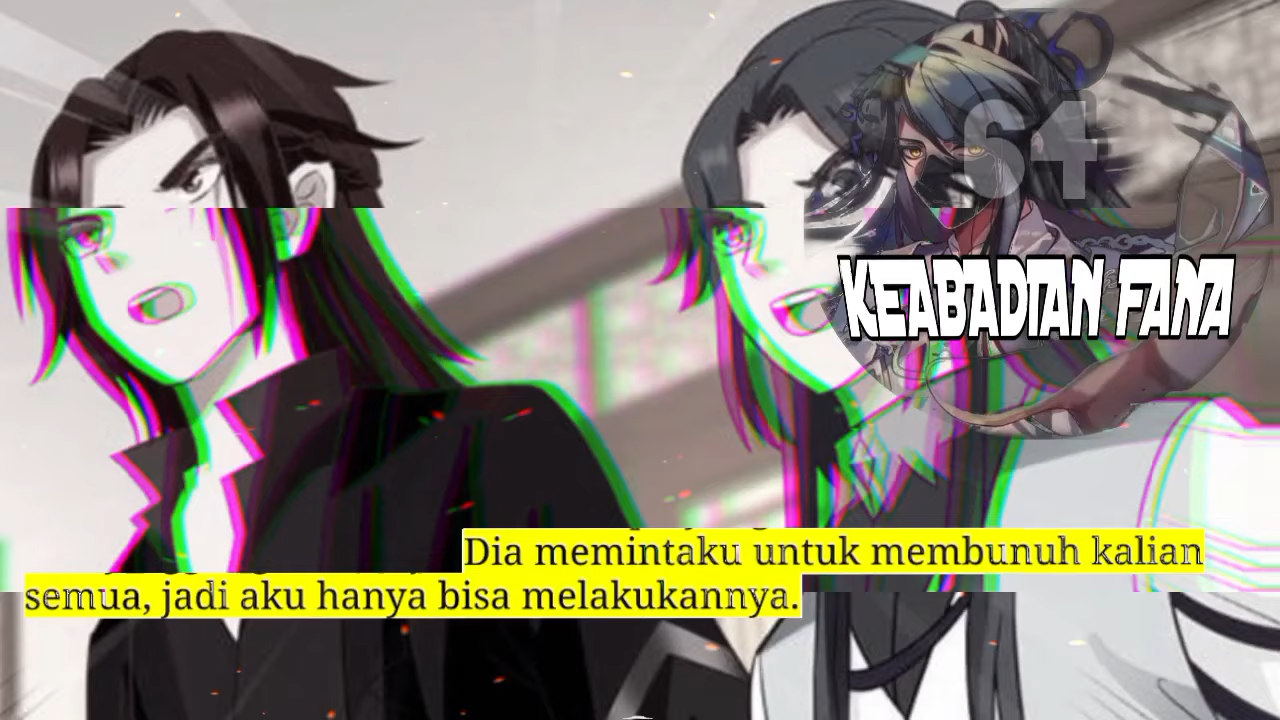 64
KEABADIAN FANA
Dia memintaku untuk membunuh kalian
semua, jadi aku hanya bisa melakukannya.